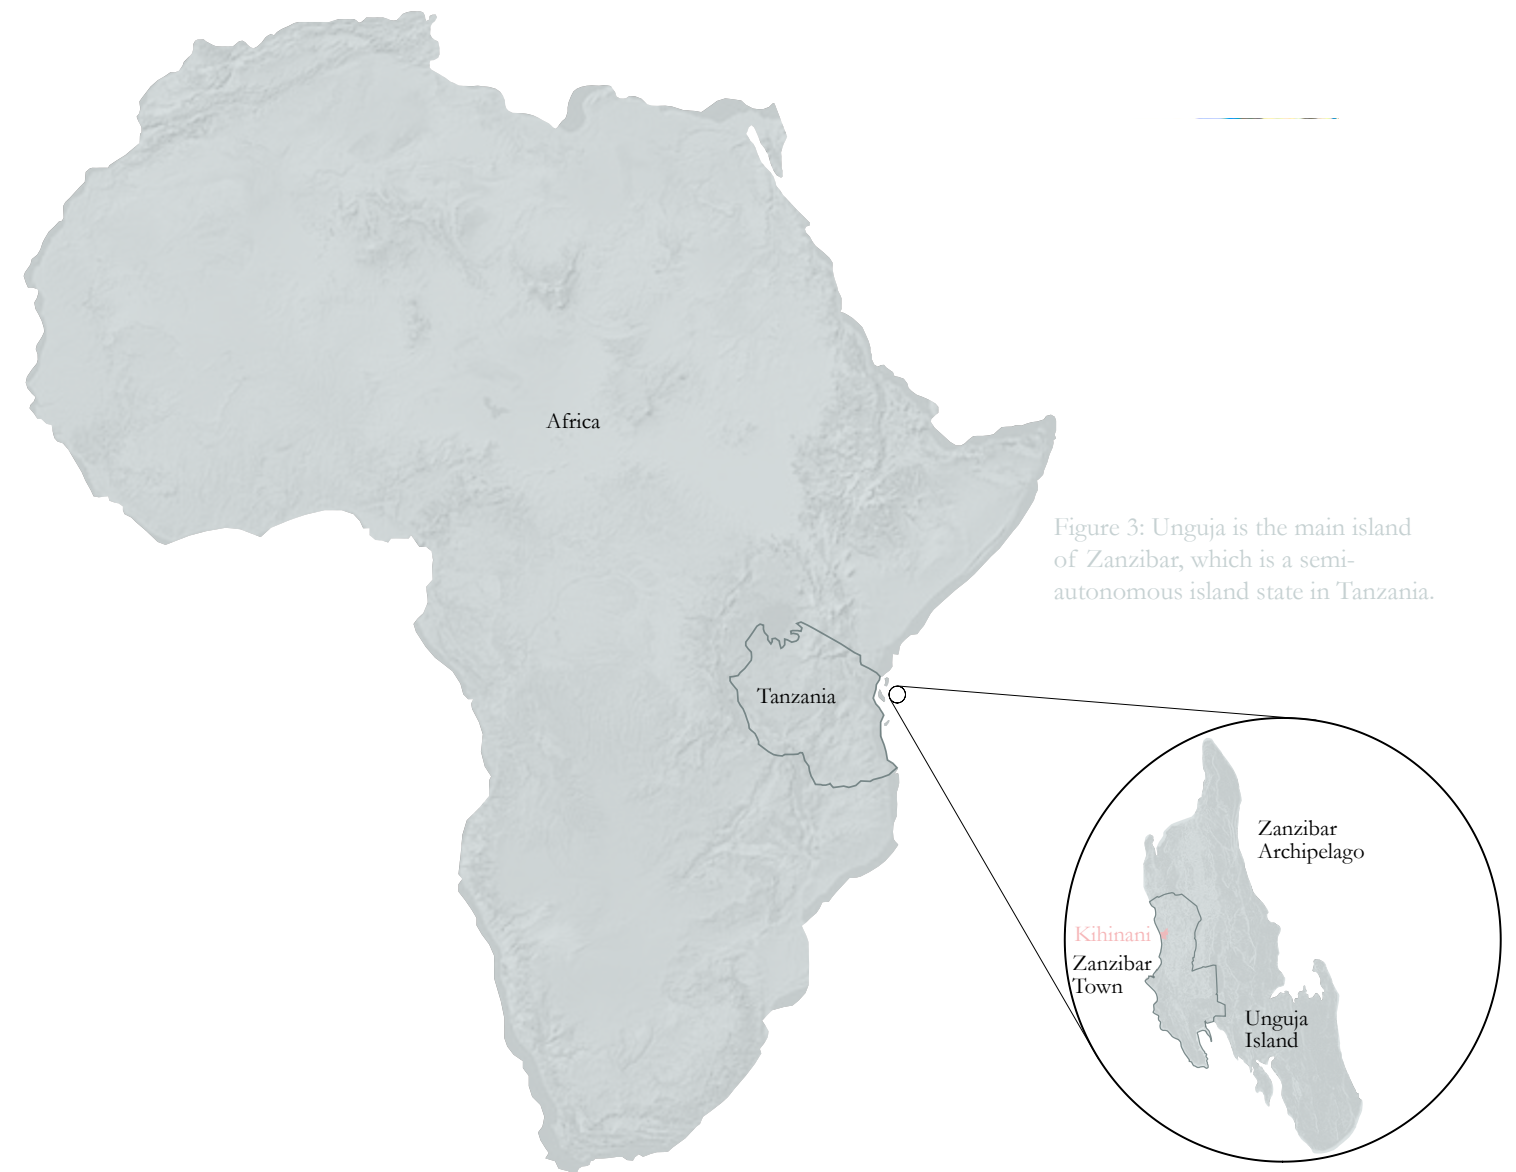 Africa
Figure 3: Unguja is the main island
of Zanzibar, which is a semi-
autonomous island state in Tanzania.
Tanzania
Zanzibar
Archipelago
Kihinani
Zanzibar
Town
Unguja
Island